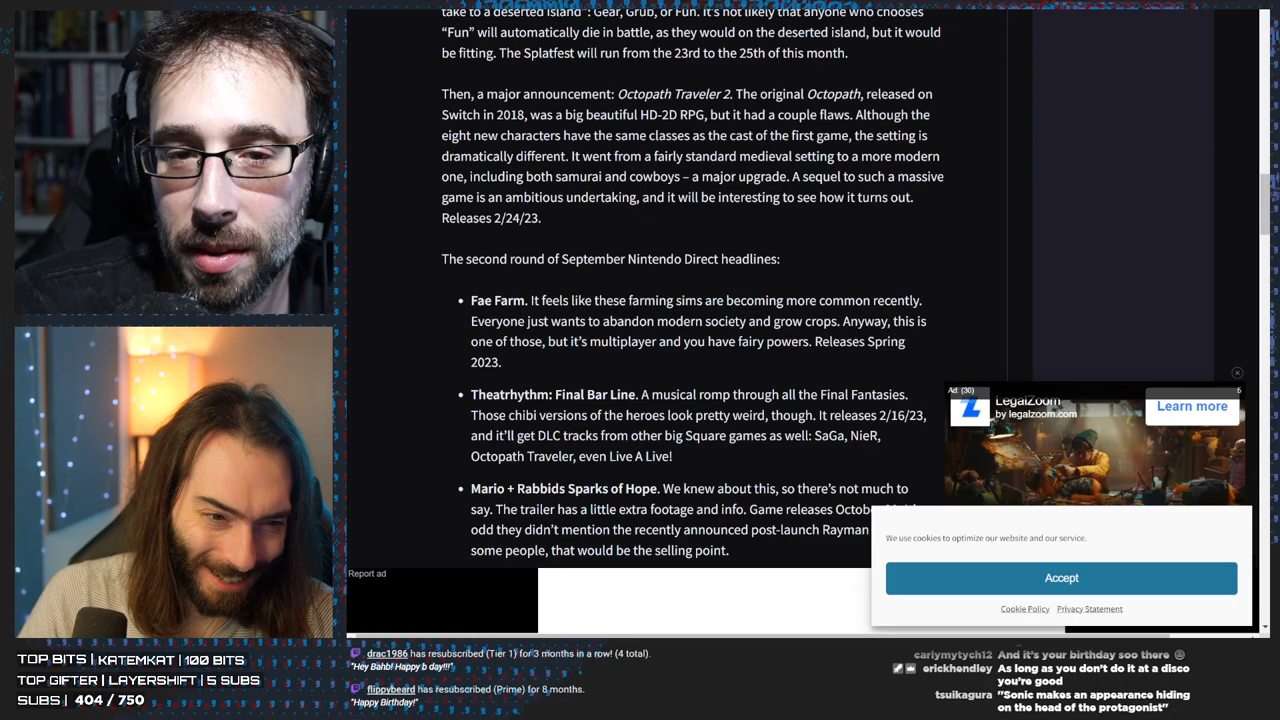 take to a deserted island": Gear, Grub, or Fun. It's not likely that anyone who chooses
"Fun" will automatically die in battle, as they would on the deserted island, but it would
be fitting. The Splatfest will run from the 23rd to the 25th of this month.
Then, a major announcement: Octopath Traveler 2. The original Octopath, released on
Switch in 2018, was a big beautiful HD-2D RPG, but it had a couple flaws. Although the
eight new characters have the same classes as the cast of the first game, the setting is
dramatically different. It went from a fairly standard medieval setting to a more modern
one, including both samurai and cowboys – a major upgrade. A sequel to such a massive
game is an ambitious undertaking, and it will be interesting to see how it turns out.
Releases 2/24/23.
The second round of September Nintendo Direct headlines:
• Fae Farm. It feels like these farming sims are becoming more common recently.
Everyone just wants to abandon modern society and grow crops. Anyway, this is
one of those, but it's multiplayer and you have fairy powers. Releases Spring
2023.
• Theatrhythm: Final Bar Line. A musical romp through all the Final Fantasies.
Those chibi versions of the heroes look pretty weird, though. It releases 2/16/23,
and it'll get DLC tracks from other big Square games as well: SaGa, NieR,
Octopath Traveler, even Live A Live!
• Mario + Rabbids Sparks of Hope. We knew about this, so there's not much to
say. The trailer has a little extra footage and info. Game releases Octobe
odd they didn't mention the recently announced post-launch Rayman
some people, that would be the selling point.
Ad: (30)
5
LegalZoom
by legalzoom.com
Learn more
We use cookies to optimize our website and our service.
Accept
Cookie Policy Privacy Statement
Report ad
TOP BITS | KATEMKAT | 100 BITS
TOP GIFTER | LAYERSHIFT | 5 SUBS
SUBS | 404 / 750
drac1986 has resubscribed (Tier 1) for 3 months in a row! (4 total).
"Hey Bahb! Happy b day!!!"
flippybeard has resubscribed (Prime) for 8 months.
"Happy Birthday!"
carlymytych12 And it's your birthday soo there
erickhendley As long as you don't do it at a disco
you're good
tsuikagura "Sonic makes an appearance hiding
on the head of the protagonist"